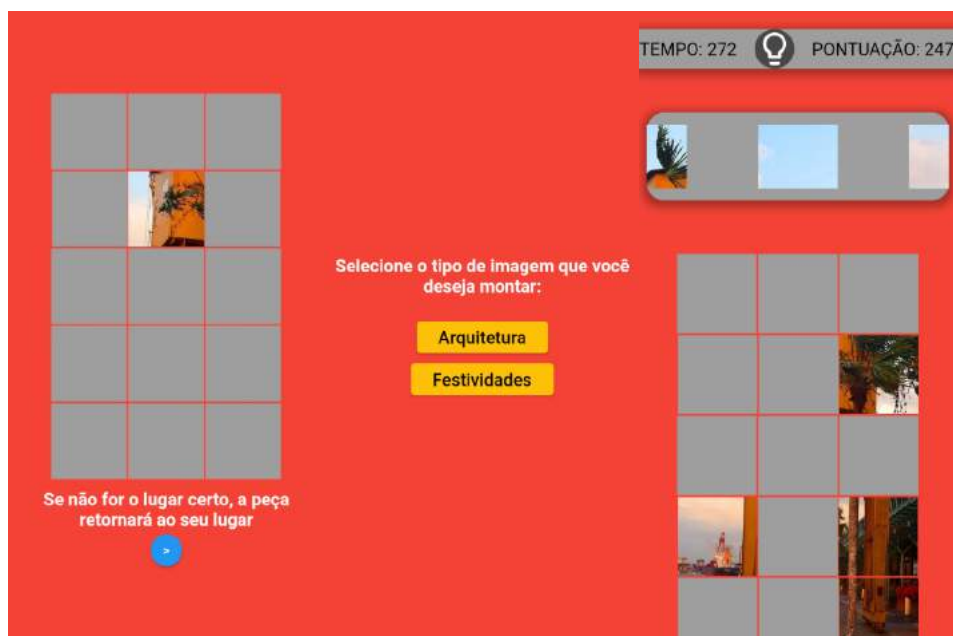 Se não for o lugar certo, a peça
retornará ao seu lugar
>
Selecione o tipo de imagem que você
deseja montar:
Arquitetura
Festividades
TEMPO: 272 PONTUAÇÃO: 247